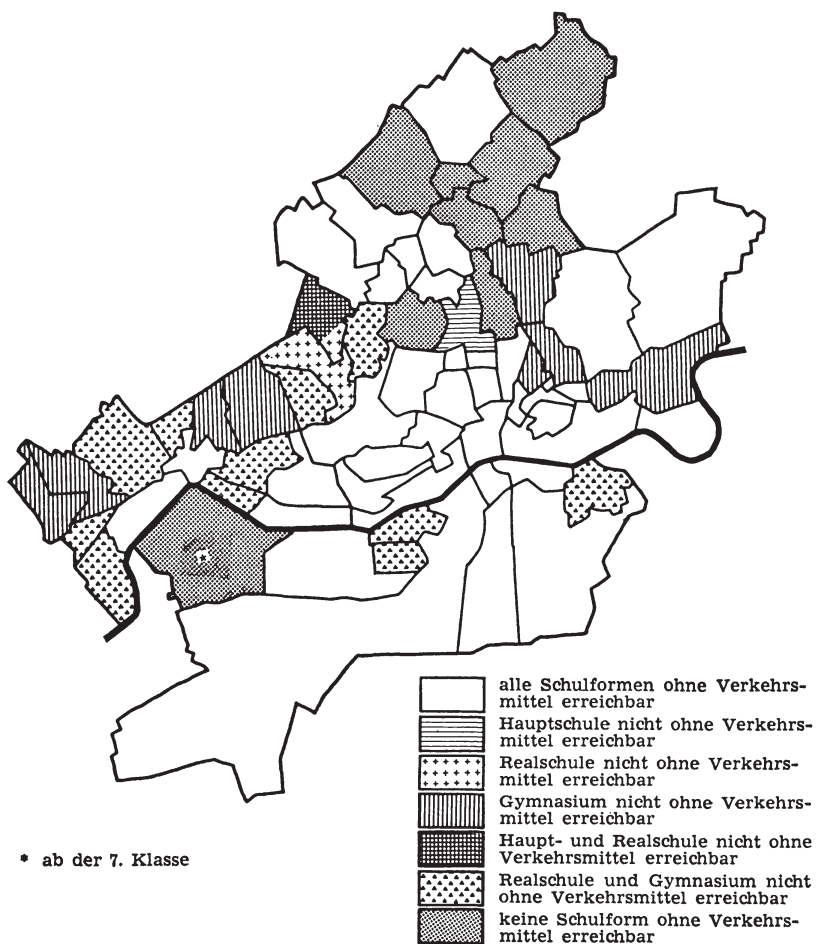 alle Schulformen ohne Verkehrs-
mittel erreichbar
Hauptschule nicht ohne Verkehrs-
mittel erreichbar
Realschule nicht ohne Verkehrs-
mittel erreichbar
Gymnasium nicht ohne Verkehrs-
mittel erreichbar
Haupt- und Realschule nicht ohne
Verkehrsmittel erreichbar
Realschule und Gymnasium nicht
ohne Verkehrsmittel erreichbar
keine Schulform ohne Verkehrs-
mittel erreichbar
* ab der 7. Klasse